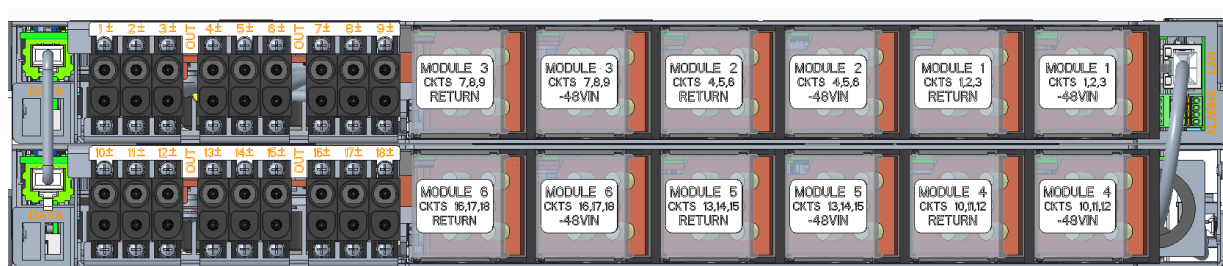 1± 2± 3± OUT 4± 5± 6± OUT 7± 8± 9±
DATA
MODULE 3
CKTS 7,8,9
RETURN
MODULE 3
CKTS 7,8,9
-48VIN
MODULE 2
CKTS 4,5,6
RETURN
MODULE 2
CKTS 4,5,6
-48VIN
MODULE 1
CKTS 1,2,3
RETURN
MODULE 1
CKTS 1,2,3
-48VIN
LAN
ALARMS
10± 11± 12± OUT 13± 14± 15± OUT 16± 17± 18±
DATA
MODULE 6
CKTS 16,17,18
RETURN
MODULE 6
CKTS 16,17,18
-48VIN
MODULE 5
CKTS 13,14,15
RETURN
MODULE 5
CKTS 13,14,15
-48VIN
MODULE 4
CKTS 10,11,12
RETURN
MODULE 4
CKTS 10,11,12
-48VIN